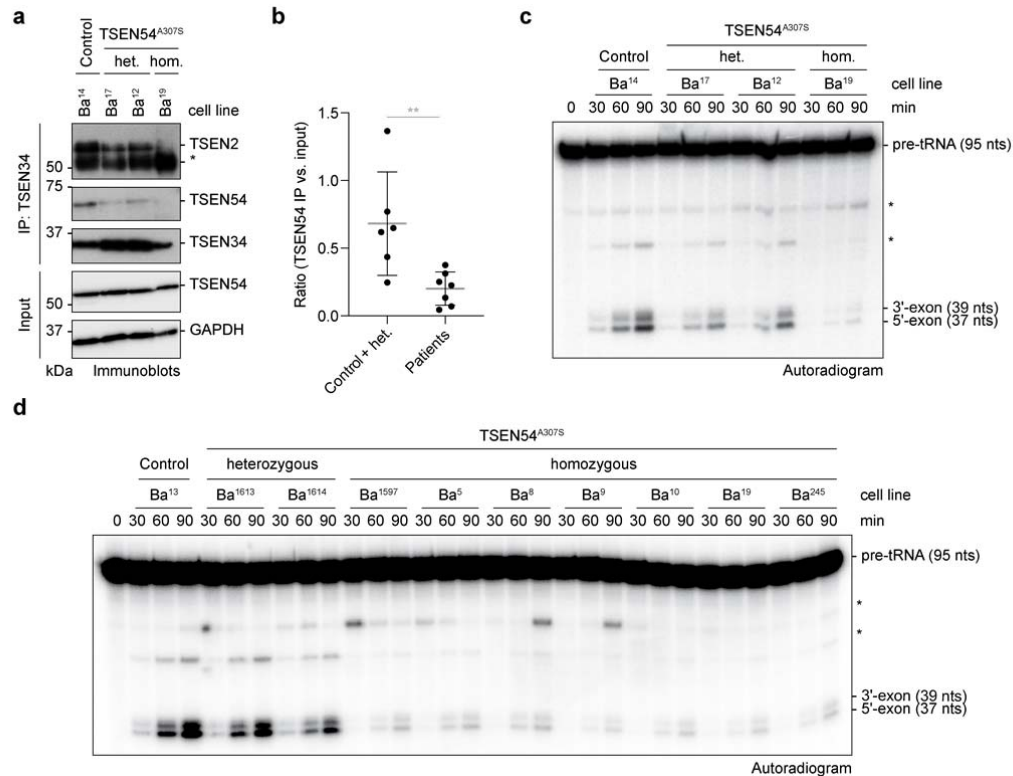 a
Control
TSEN54A307S
het. hom.
Ba14 Ba17 Ba12 Ba19 cell line
IP: TSEN34
TSEN2
*
50
75
TSEN54
37
TSEN34
Input
TSEN54
50
37
GAPDH
kDa Immunoblots
b
**
Ratio (TSEN54 IP vs. input)
1.5
1.0
0.5
0.0
Control + het.
Patients
c
TSEN54A307S
Control het. hom.
Ba14 Ba17 Ba12 Ba19 cell line
0 30 60 90 30 60 90 30 60 90 30 60 90 min
pre-tRNA (95 nts)
*
*
3'-exon (39 nts)
5'-exon (37 nts)
Autoradiogram
d
TSEN54A307S
Control heterozygous homozygous
Ba13 Ba1613 Ba1614 Ba1597 Ba5 Ba8 Ba9 Ba10 Ba19 Ba245 cell line
0 30 60 90 30 60 90 30 60 90 30 60 90 30 60 90 30 60 90 30 60 90 30 60 90 30 60 90 30 60 90 min
pre-tRNA (95 nts)
*
*
3'-exon (39 nts)
5'-exon (37 nts)
Autoradiogram